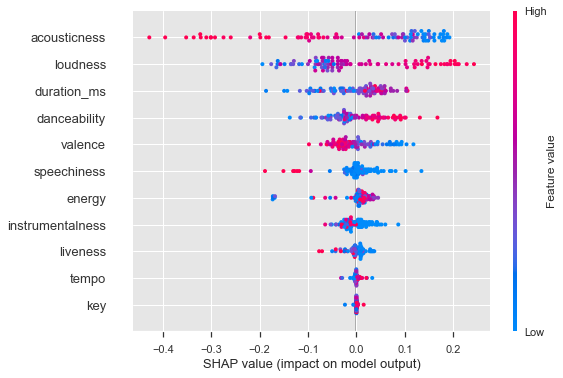 High
acousticness
loudness
duration_ms
danceability
valence
speechiness
energy
instrumentalness
liveness
tempo
key
Feature value
Low
−0.4 −0.3 −0.2 −0.1 0.0 0.1 0.2
SHAP value (impact on model output)